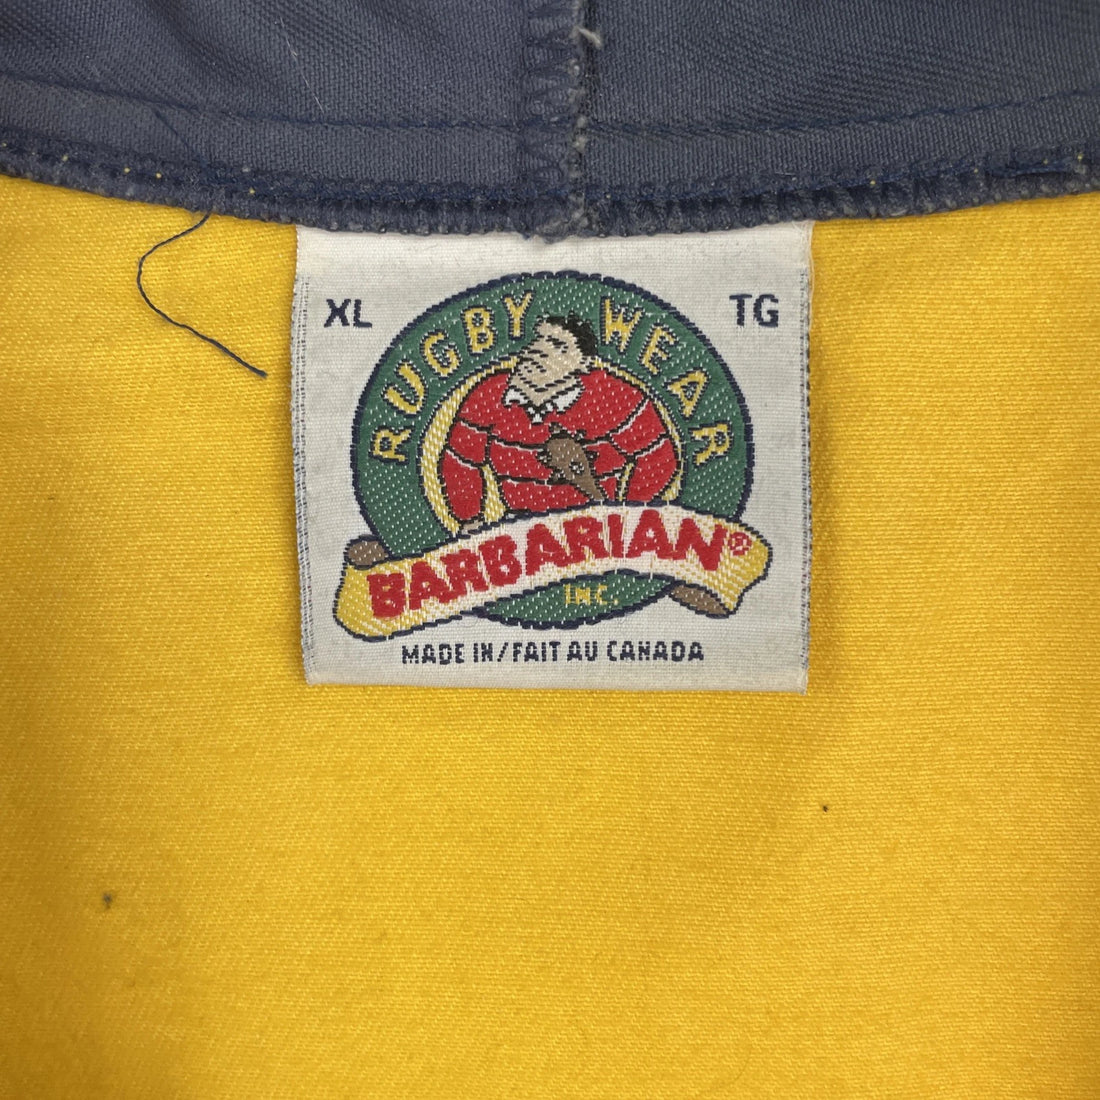 XL TG
RUGBY WEAR
BARBARIAN®
INC.
MADE IN/FAIT AU CANADA